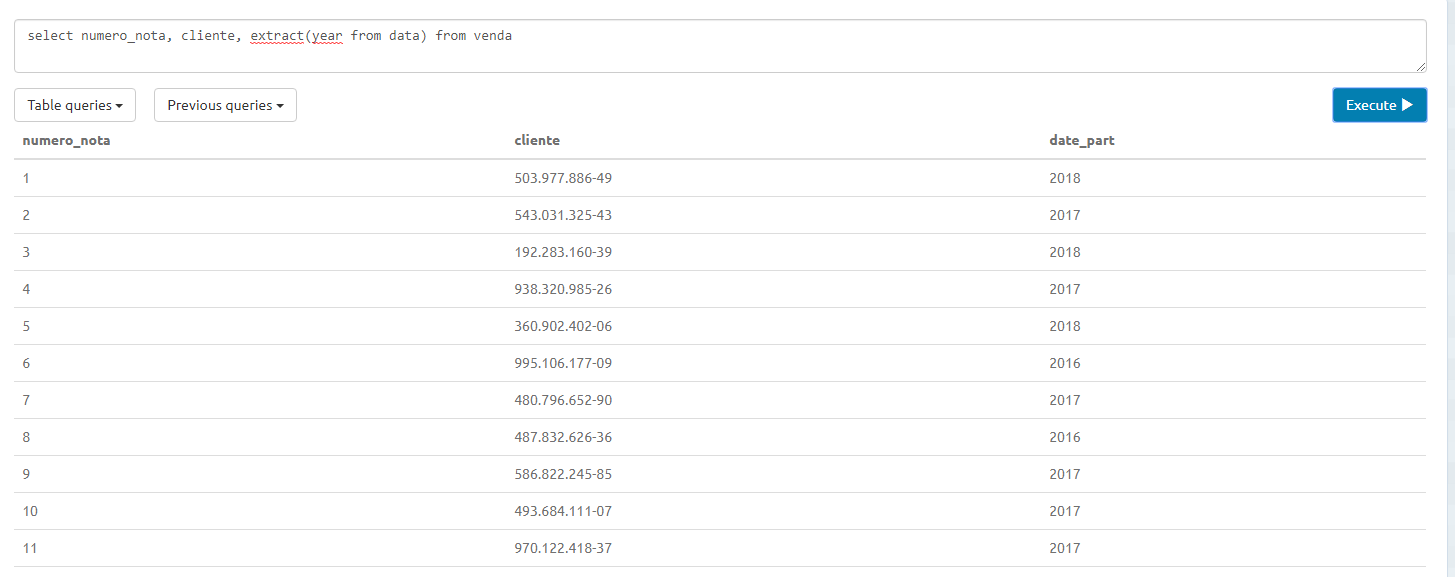 select numero_nota, cliente, extract(year from data) from venda
Table queries Previous queries Execute
numero_nota cliente date_part
1 503.977.886-49 2018
2 543.031.325-43 2017
3 192.283.160-39 2018
4 938.320.985-26 2017
5 360.902.402-06 2018
6 995.106.177-09 2016
7 480.796.652-90 2017
8 487.832.626-36 2016
9 586.822.245-85 2017
10 493.684.111-07 2017
11 970.122.418-37 2017